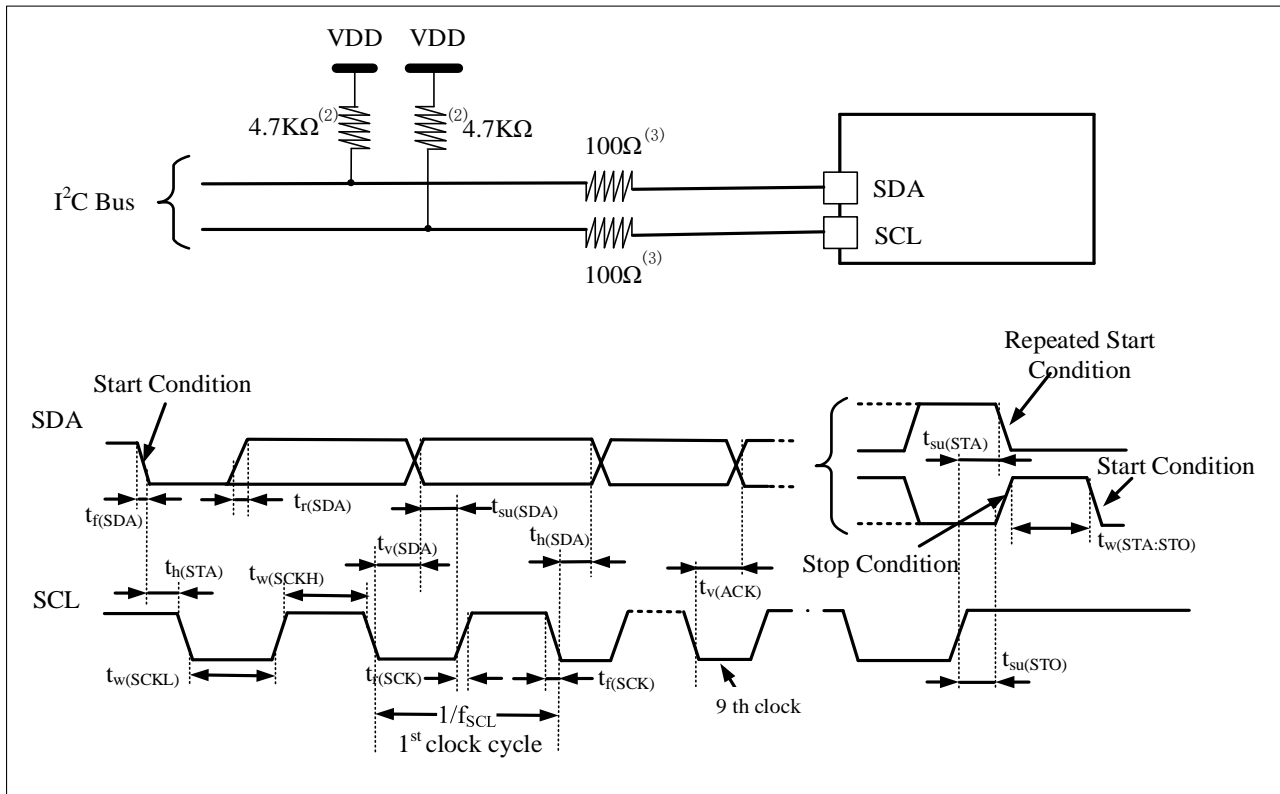 VDD VDD
4.7KΩ(2) (2)4.7KΩ
100Ω(3)
I2C Bus
SDA
SCL
100Ω(3)
Repeated Start
Condition
Start Condition
SDA
tsu(STA)
Start Condition
tf(SDA)
tr(SDA)
tsu(SDA)
tv(SDA)
th(SDA)
tw(STA:STO)
Stop Condition
th(STA)
tw(SCKH)
tv(ACK)
SCL
tw(SCKL)
tr(SCK)
tf(SCK)
tsu(STO)
9 th clock
1/fSCL
1st clock cycle